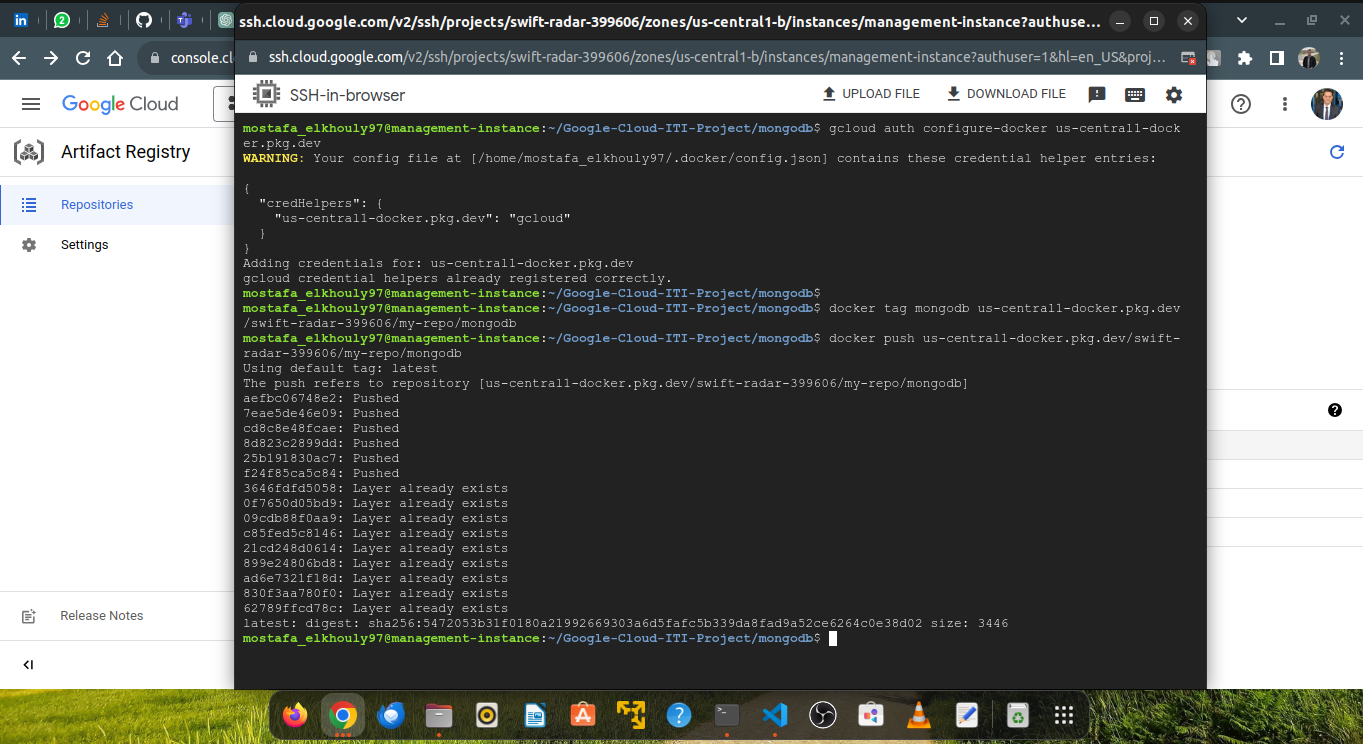 ssh.cloud.google.com/v2/ssh/projects/swift-radar-399606/zones/us-central1-b/instances/management-instance?authuse...
console.cl
ssh.cloud.google.com/v2/ssh/projects/swift-radar-399606/zones/us-central1-b/instances/management-instance?authuser=1&hl=en_US&proj...
Google Cloud
SSH-in-browser
UPLOAD FILE
DOWNLOAD FILE
Artifact Registry
Repositories
Settings
Release Notes
mostafa_elkhouly97@management-instance:~/Google-Cloud-ITI-Project/mongodb$ gcloud auth configure-docker us-central1-dock
er.pkg.dev
WARNING: Your config file at [/home/mostafa_elkhouly97/.docker/config.json] contains these credential helper entries:
{
"credHelpers": {
"us-central1-docker.pkg.dev": "gcloud"
}
}
Adding credentials for: us-central1-docker.pkg.dev
gcloud credential helpers already registered correctly.
mostafa_elkhouly97@management-instance:~/Google-Cloud-ITI-Project/mongodb$
mostafa_elkhouly97@management-instance:~/Google-Cloud-ITI-Project/mongodb$ docker tag mongodb us-central1-docker.pkg.dev
/swift-radar-399606/my-repo/mongodb
mostafa_elkhouly97@management-instance:~/Google-Cloud-ITI-Project/mongodb$ docker push us-central1-docker.pkg.dev/swift-
radar-399606/my-repo/mongodb
Using default tag: latest
The push refers to repository [us-central1-docker.pkg.dev/swift-radar-399606/my-repo/mongodb]
aefbc06748e2: Pushed
7eae5de46e09: Pushed
cd8c8e48fcae: Pushed
8d823c2899dd: Pushed
25b191830ac7: Pushed
f24f85ca5c84: Pushed
3646fdfd5058: Layer already exists
0f7650d05bd9: Layer already exists
09cdb88f0aa9: Layer already exists
c85fed5c8146: Layer already exists
21cd248d0614: Layer already exists
899e24806bd8: Layer already exists
ad6e7321f18d: Layer already exists
830f3aa780f0: Layer already exists
62789ffcd78c: Layer already exists
latest: digest: sha256:5472053b31f0180a21992669303a6d5fafc5b339da8fad9a52ce6264c0e38d02 size: 3446
mostafa_elkhouly97@management-instance:~/Google-Cloud-ITI-Project/mongodb$